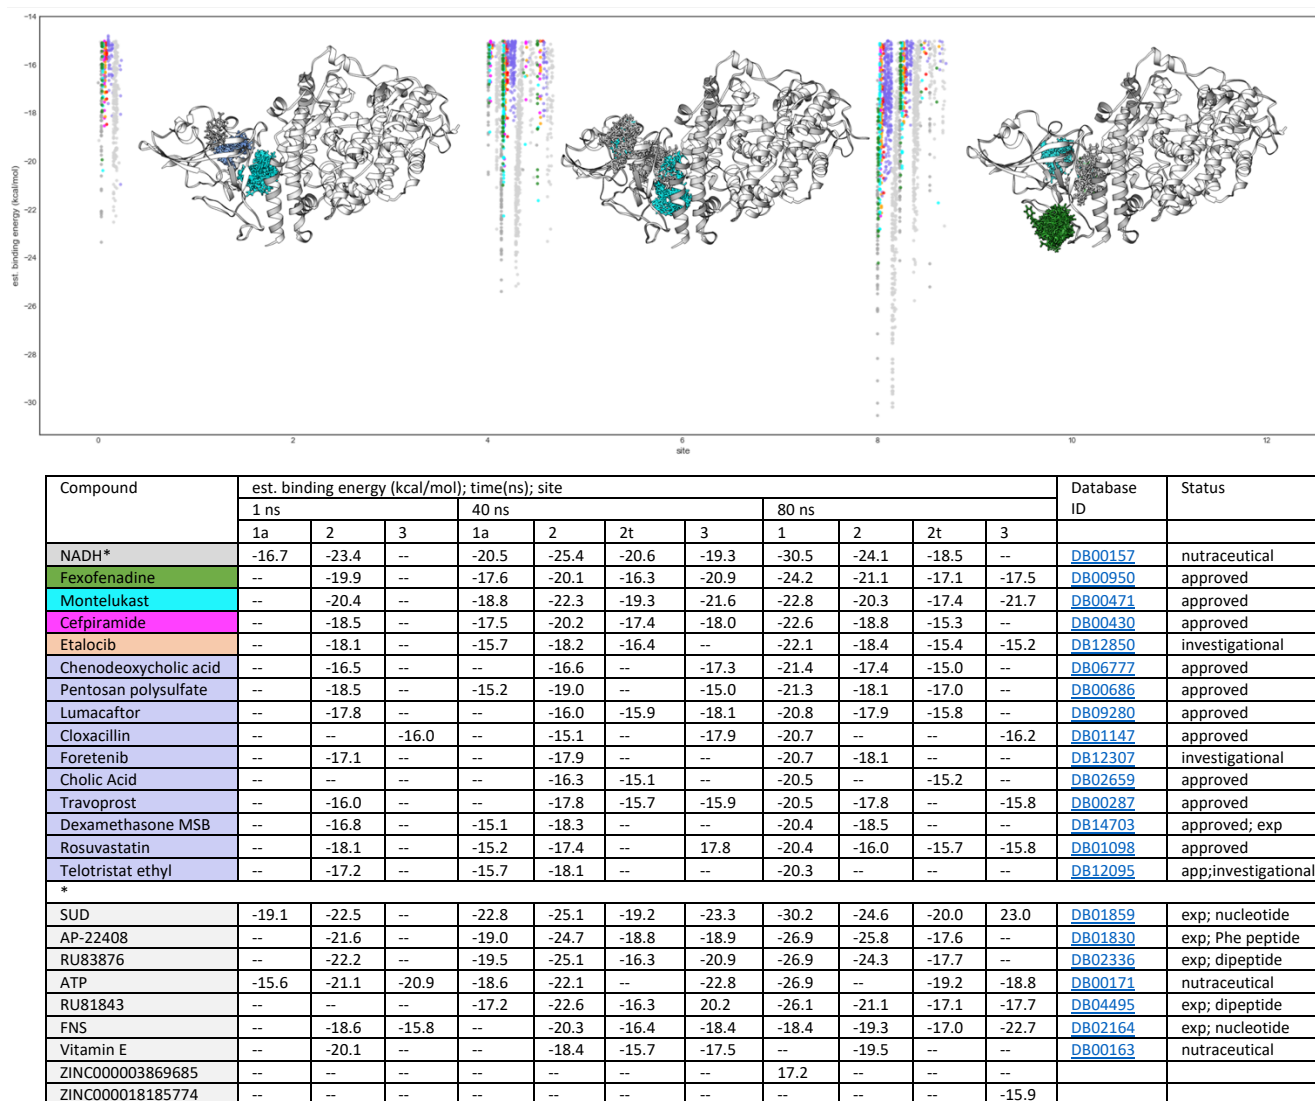 -14
-16
-18
-20
-22
-24
-26
-28
-30
est. binding energy (kcal/mol)
0 2 4 6 8 10 12
site
Compound est. binding energy (kcal/mol); time(ns); site Database ID Status
1 ns 40 ns 80 ns
1a 2 3 1a 2 2t 3 1 2 2t 3
NADH* -16.7 -23.4 -- -20.5 -25.4 -20.6 -19.3 -30.5 -24.1 -18.5 -- DB00157 nutraceutical
Fexofenadine -- -19.9 -- -17.6 -20.1 -16.3 -20.9 -24.2 -21.1 -17.1 -17.5 DB00950 approved
Montelukast -- -20.4 -- -18.8 -22.3 -19.3 -21.6 -22.8 -20.3 -17.4 -21.7 DB00471 approved
Cefpiramide -- -18.5 -- -17.5 -20.2 -17.4 -18.0 -22.6 -18.8 -15.3 -- DB00430 approved
Etalocib -- -18.1 -- -15.7 -18.2 -16.4 -- -22.1 -18.4 -15.4 -15.2 DB12850 investigational
Chenodeoxycholic acid -- -16.5 -- -- -16.6 -- -17.3 -21.4 -17.4 -15.0 -- DB06777 approved
Pentosan polysulfate -- -18.5 -- -15.2 -19.0 -- -15.0 -21.3 -18.1 -17.0 -- DB00686 approved
Lumacaftor -- -17.8 -- -- -16.0 -15.9 -18.1 -20.8 -17.9 -15.8 -- DB09280 approved
Cloxacillin -- -- -16.0 -- -15.1 -- -17.9 -20.7 -- -- -16.2 DB01147 approved
Foretenib -- -17.1 -- -- -17.9 -- -- -20.7 -18.1 -- -- DB12307 investigational
Cholic Acid -- -- -- -- -16.3 -15.1 -- -20.5 -- -15.2 -- DB02659 approved
Travoprost -- -16.0 -- -- -17.8 -15.7 -15.9 -20.5 -17.8 -- -15.8 DB00287 approved
Dexamethasone MSB -- -16.8 -- -15.1 -18.3 -- -- -20.4 -18.5 -- -- DB14703 approved; exp
Rosuvastatin -- -18.1 -- -15.2 -17.4 -- 17.8 -20.4 -16.0 -15.7 -15.8 DB01098 approved
Telotristat ethyl -- -17.2 -- -15.7 -18.1 -- -- -20.3 -- -- -- DB12095 app;investigational
*
SUD -19.1 -22.5 -- -22.8 -25.1 -19.2 -23.3 -30.2 -24.6 -20.0 23.0 DB01859 exp; nucleotide
AP-22408 -- -21.6 -- -19.0 -24.7 -18.8 -18.9 -26.9 -25.8 -17.6 -- DB01830 exp; Phe peptide
RU83876 -- -22.2 -- -19.5 -25.1 -16.3 -20.9 -26.9 -24.3 -17.7 -- DB02336 exp; dipeptide
ATP -15.6 -21.1 -20.9 -18.6 -22.1 -- -22.8 -26.9 -- -19.2 -18.8 DB00171 nutraceutical
RU81843 -- -- -- -17.2 -22.6 -16.3 20.2 -26.1 -21.1 -17.1 -17.7 DB04495 exp; dipeptide
FNS -- -18.6 -15.8 -- -20.3 -16.4 -18.4 -18.4 -19.3 -17.0 -22.7 DB02164 exp; nucleotide
Vitamin E -- -20.1 -- -- -18.4 -15.7 -17.5 -- -19.5 -- -- DB00163 nutraceutical
ZINC000003869685 -- -- -- -- -- -- -- 17.2 -- -- --
ZINC000018185774 -- -- -- -- -- -- -- -- -- -- -15.9